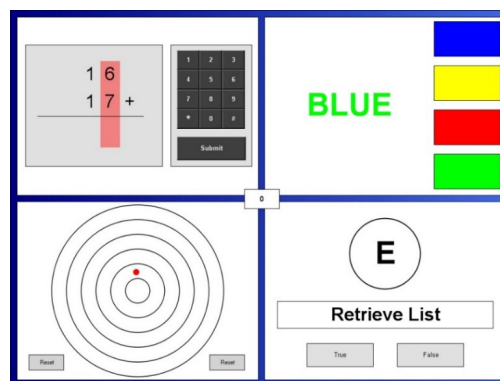 1 6
1 7 +
1 2 3
4 5 6
7 8 9
* 0 #
Submit
BLUE
0
Reset
Reset
E
Retrieve List
True
False